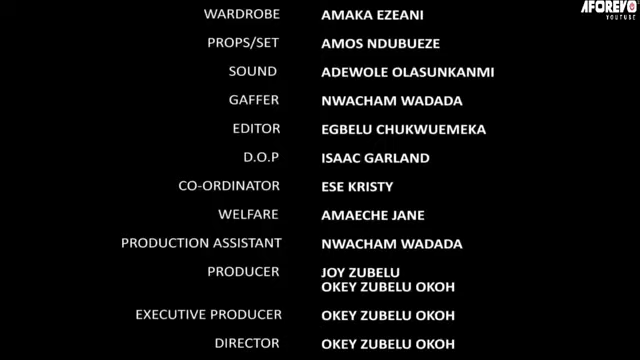 AFOREVO
YOUTUBE
WARDROBE AMAKA EZEANI
PROPS/SET AMOS NDUBUEZE
SOUND ADEWOLE OLASUNKANMI
GAFFER NWACHAM WADADA
EDITOR EGBELU CHUKWUEMEKA
D.O.P ISAAC GARLAND
CO-ORDINATOR ESE KRISTY
WELFARE AMAECHE JANE
PRODUCTION ASSISTANT NWACHAM WADADA
PRODUCER JOY ZUBELU
OKEY ZUBELU OKOH
EXECUTIVE PRODUCER OKEY ZUBELU OKOH
DIRECTOR OKEY ZUBELU OKOH